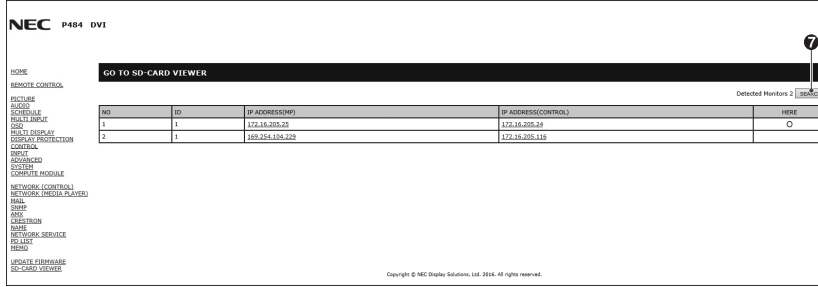 NEC P484 DVI
7
HOME
REMOTE CONTROL
PICTURE
AUDIO
SCHEDULE
MULTI INPUT
OSD
MULTI DISPLAY
DISPLAY PROTECTION
CONTROL
INPUT
ADVANCED
SYSTEM
COMPUTE MODULE
NETWORK (CONTROL)
NETWORK (MEDIA PLAYER)
MAIL
SNMP
AMX
CRESTRON
NAME
NETWORK SERVICE
PD LIST
MEMO
UPDATE FIRMWARE
SD-CARD VIEWER
GO TO SD-CARD VIEWER
Detected Monitors 2 SEARC
NO ID IP ADDRESS(MP) IP ADDRESS(CONTROL) HERE
1 1 172.16.205.25 172.16.205.24 O
2 1 169.254.104.229 172.16.205.116
Copyright © NEC Display Solutions, Ltd. 2016. All rights reserved.